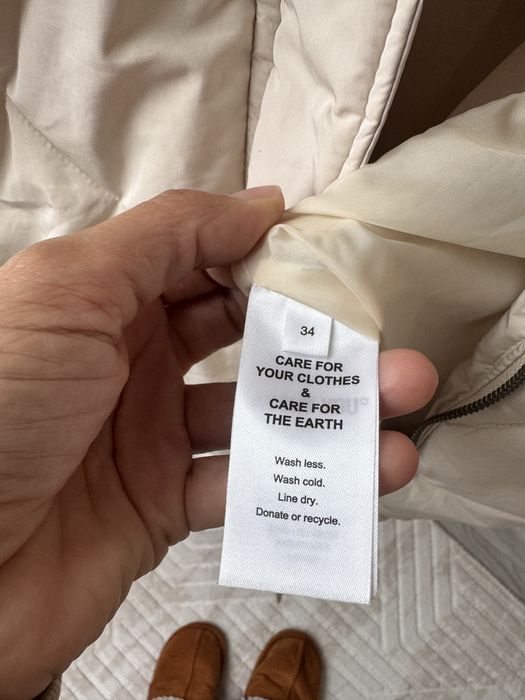 34
CARE FOR
YOUR CLOTHES
&
CARE FOR
THE EARTH
Wash less.
Wash cold.
Line dry.
Donate or recycle.